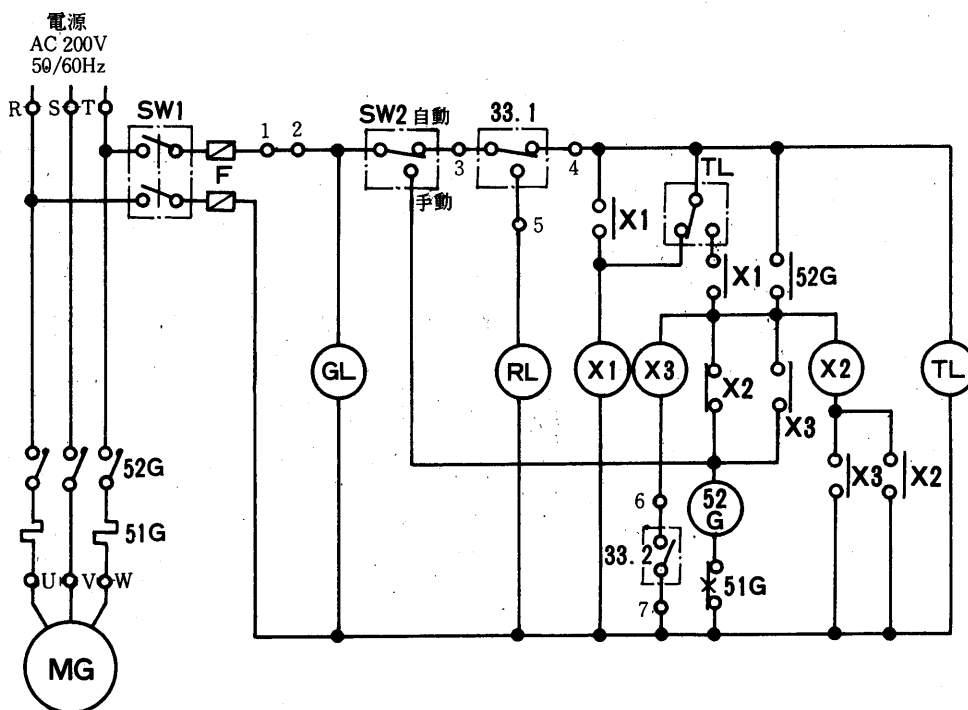 電源
AC 200V
50/60Hz
R S T
SW1
F
1 2
SW2 自動
手動
3
33.1
4
5
TL
X1
X1
52G
GL
RL
X1
X3
X2
X3
X2
TL
X3
X2
52G
51G
6
33.2
7
52
G
51G
U V W
MG